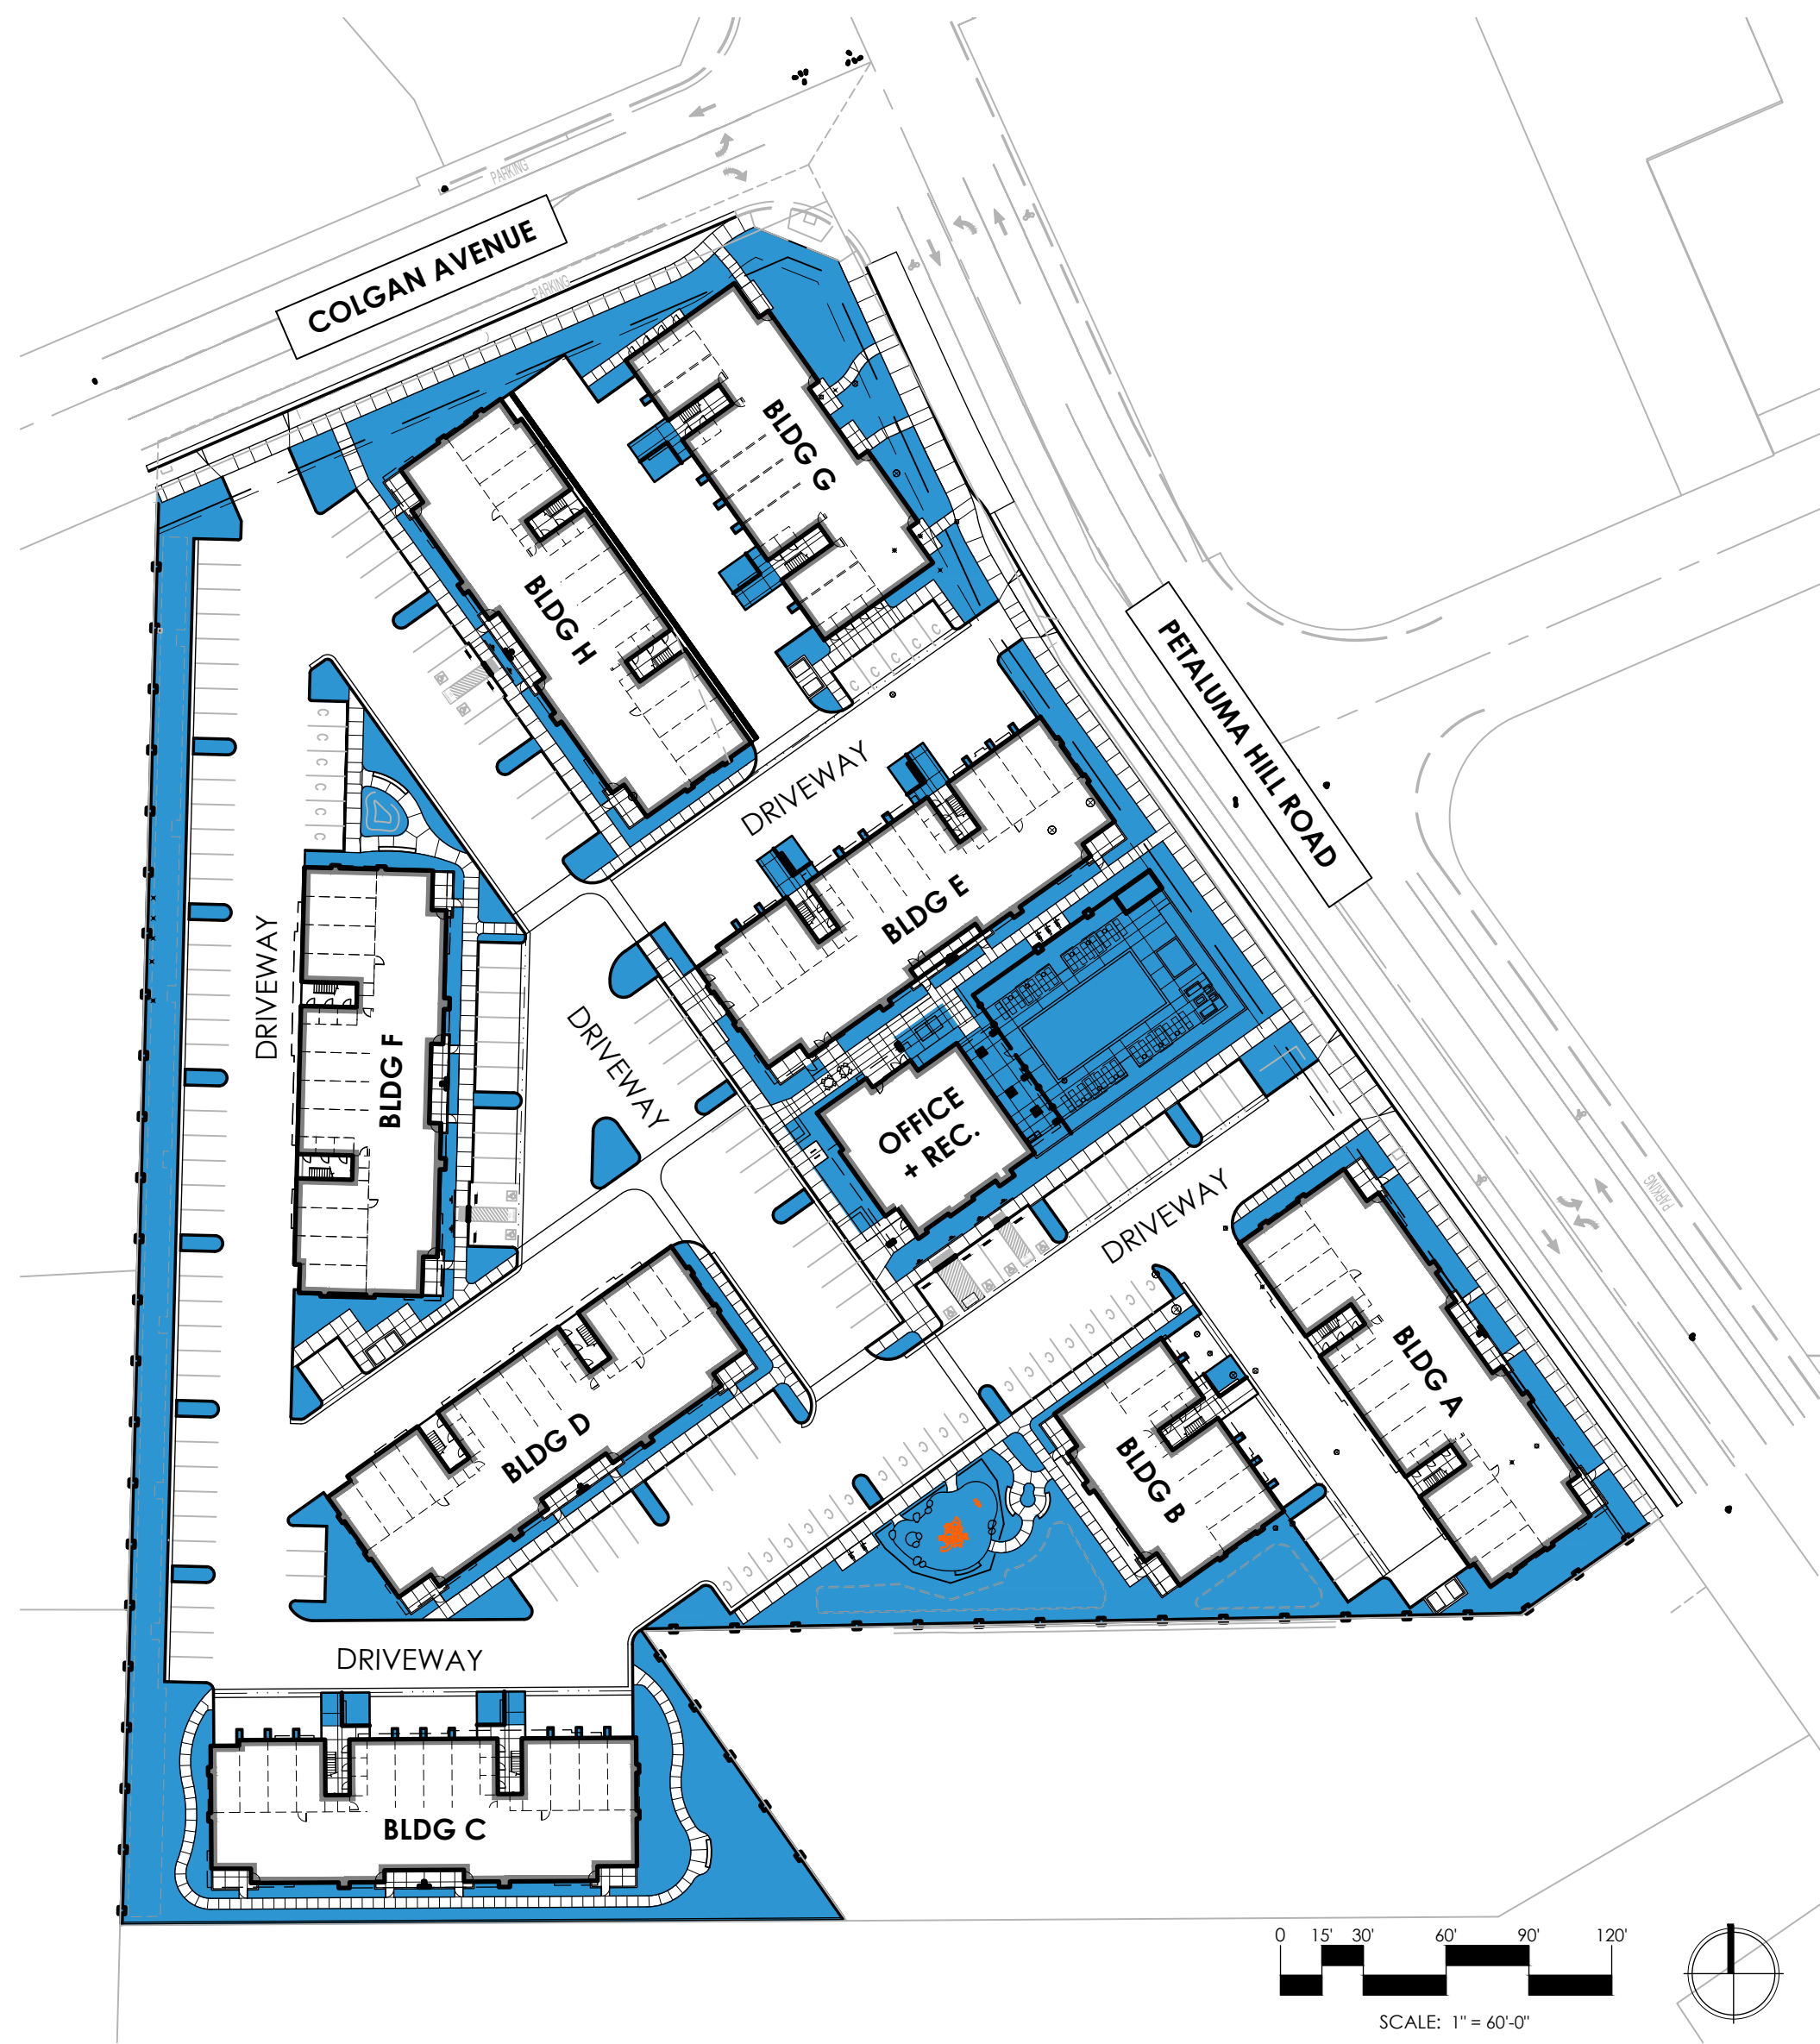 PARKING
COLGAN AVENUE
PARKING
BLDG G
BLDG H
PETALUMA HILL ROAD
DRIVEWAY
BLDG E
DRIVEWAY
BLDG F
DRIVEWAY
OFFICE
+ REC.
DRIVEWAY
PARKING
BLDG A
BLDG D
BLDG B
DRIVEWAY
BLDG C
0 15' 30' 60' 90' 120'
SCALE: 1" = 60'-0"
C C C C C
C C C C C C
C C C C C C C
C C C C C
C C C C C